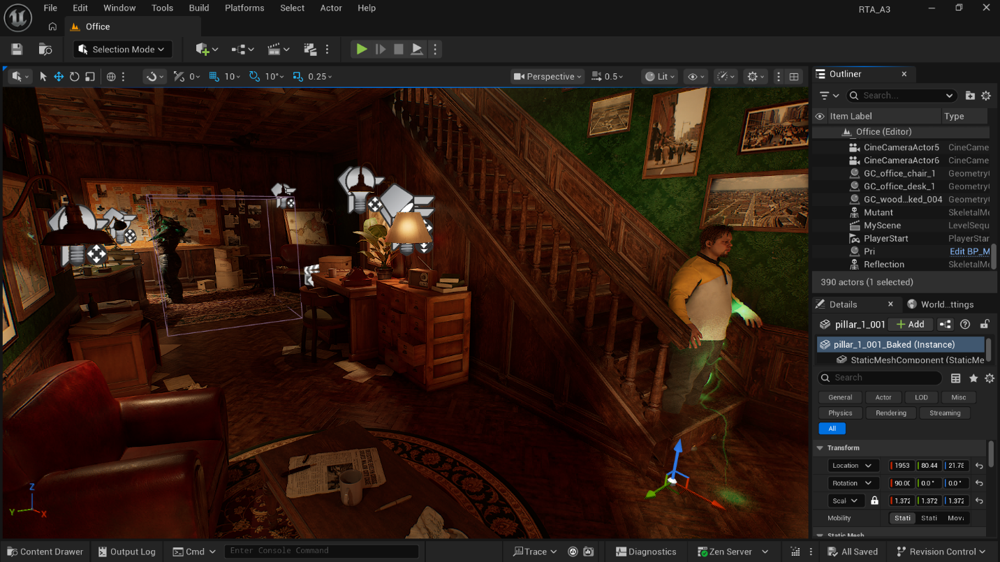 File Edit Window Tools Build Platforms Select Actor Help
RTA_A3
Office
Selection Mode
0 10 10° 0.25 Perspective 0.5 Lit
Outliner
Search...
Item Label Type
Office (Editor)
CineCameraActor5 CineCame
CineCameraActor6 CineCame
GC_office_chair_1 Geometry
GC_office_desk_1 Geometry
GC_wood...ked_004 Geometry
Mutant SkeletalMe
MyScene LevelSequ
PlayerStart PlayerStar
Pri Edit BP_M
Reflection SkeletalMe
390 actors (1 selected)
Details World...ttings
pillar_1_001 Add
pillar_1_001_Baked (Instance)
StaticMeshComponent (StaticMe
Search
General Actor LOD Misc
Physics Rendering Streaming
All
Transform
Location 1953 80.44 21.78
Rotation 90.00 0.0° 0.0°
Scal 1.372 1.372 1.372
Mobility Stati Stati Mova
Static Mesh
Z
Y X
Content Drawer Output Log Cmd Enter Console Command Trace Diagnostics Zen Server All Saved Revision Control